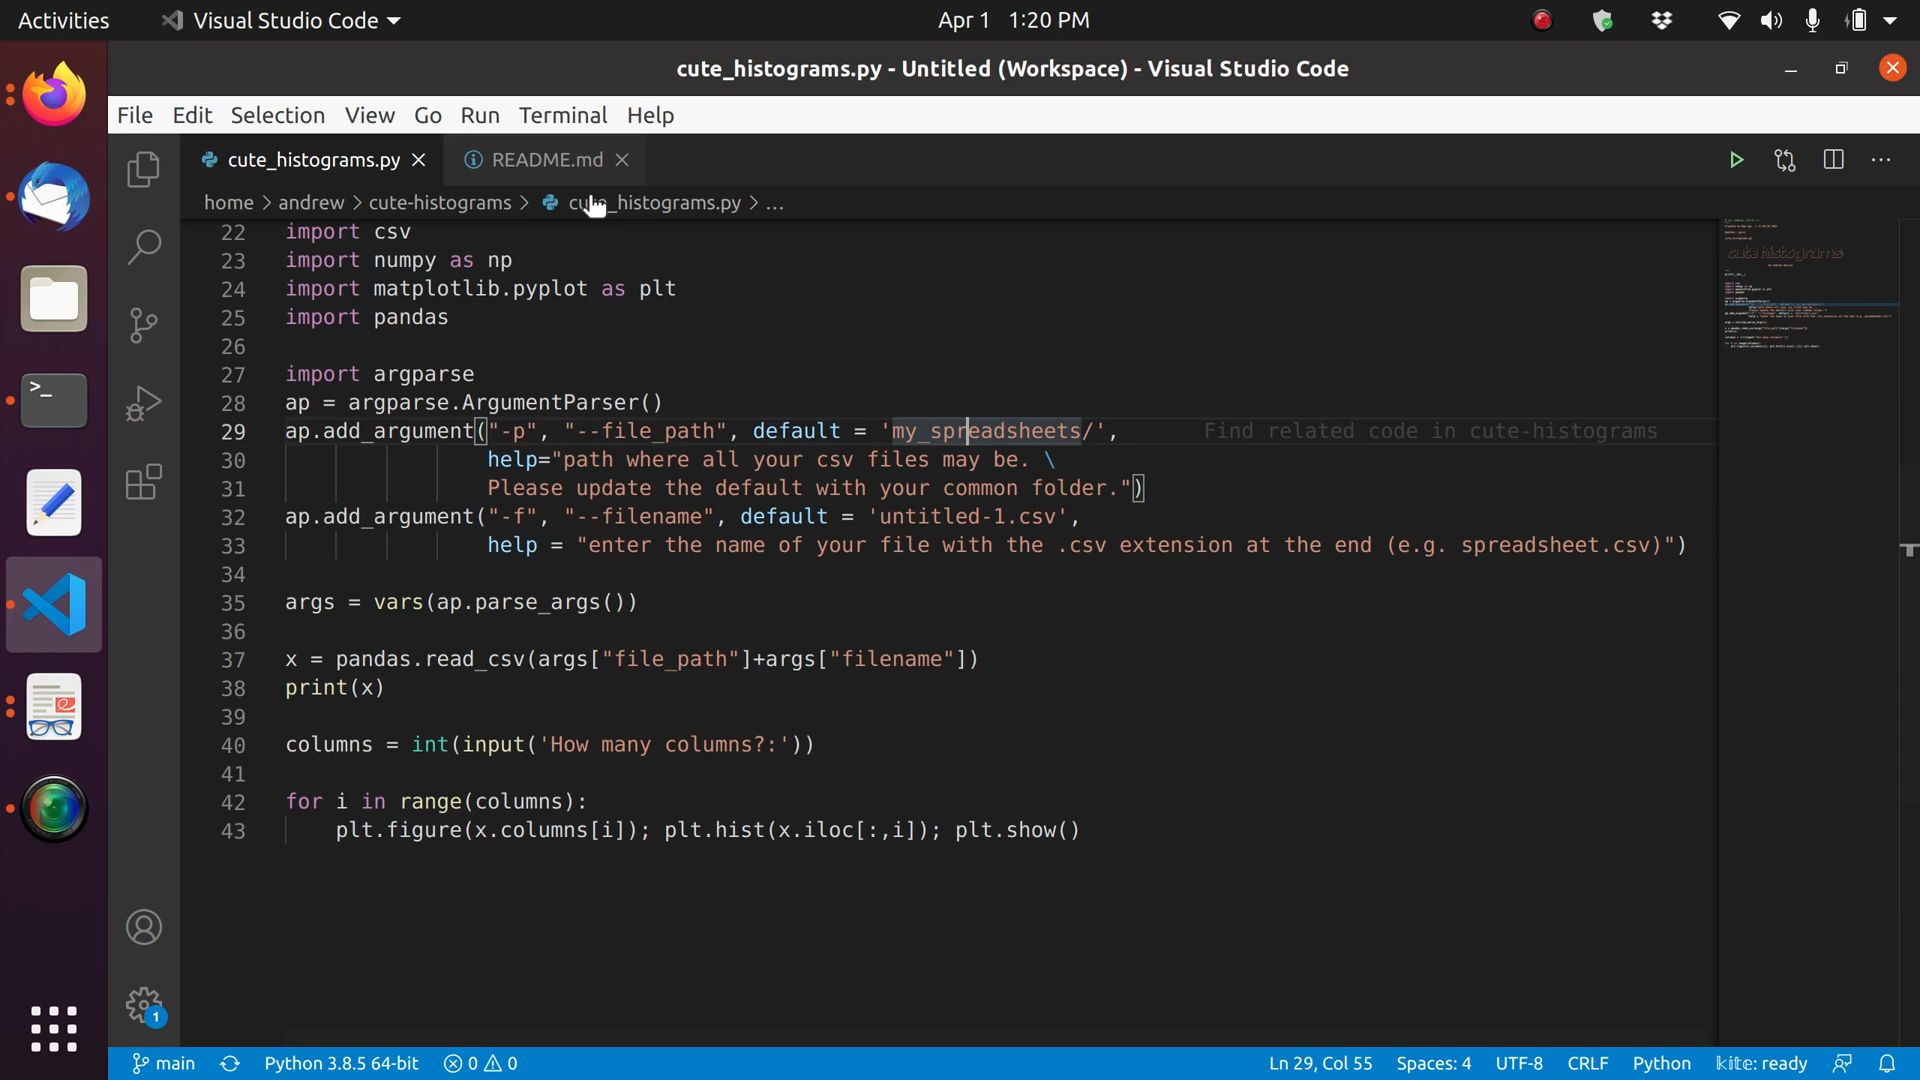 Activities Visual Studio Code Apr 1 1:20 PM
cute_histograms.py - Untitled (Workspace) - Visual Studio Code
File Edit Selection View Go Run Terminal Help
cute_histograms.py README.md
home > andrew > cute-histograms > cute_histograms.py > ...
22 import csv
23 import numpy as np
24 import matplotlib.pyplot as plt
25 import pandas
26
27 import argparse
28 ap = argparse.ArgumentParser()
29 ap.add_argument("-p", "--file_path", default = 'my_spreadsheets/', Find related code in cute-histograms
30 help="path where all your csv files may be. \
31 Please update the default with your common folder.")
32 ap.add_argument("-f", "--filename", default = 'untitled-1.csv',
33 help = "enter the name of your file with the .csv extension at the end (e.g. spreadsheet.csv)")
34
35 args = vars(ap.parse_args())
36
37 x = pandas.read_csv(args["file_path"]+args["filename"])
38 print(x)
39
40 columns = int(input('How many columns?:'))
41
42 for i in range(columns):
43 plt.figure(x.columns[i]); plt.hist(x.iloc[:,i]); plt.show()
1
main Python 3.8.5 64-bit 0 0 Ln 29, Col 55 Spaces: 4 UTF-8 CRLF Python kite: ready